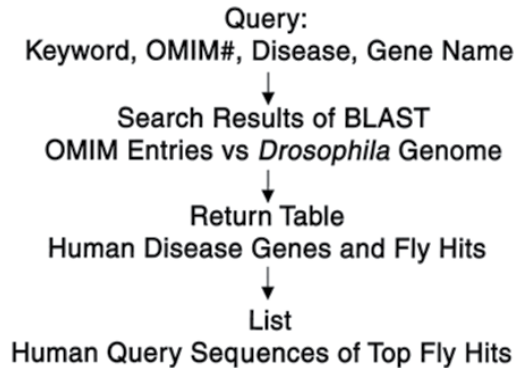 Query:
Keyword, OMIM#, Disease, Gene Name
Search Results of BLAST
OMIM Entries vs Drosophila Genome
Return Table
Human Disease Genes and Fly Hits
List
Human Query Sequences of Top Fly Hits